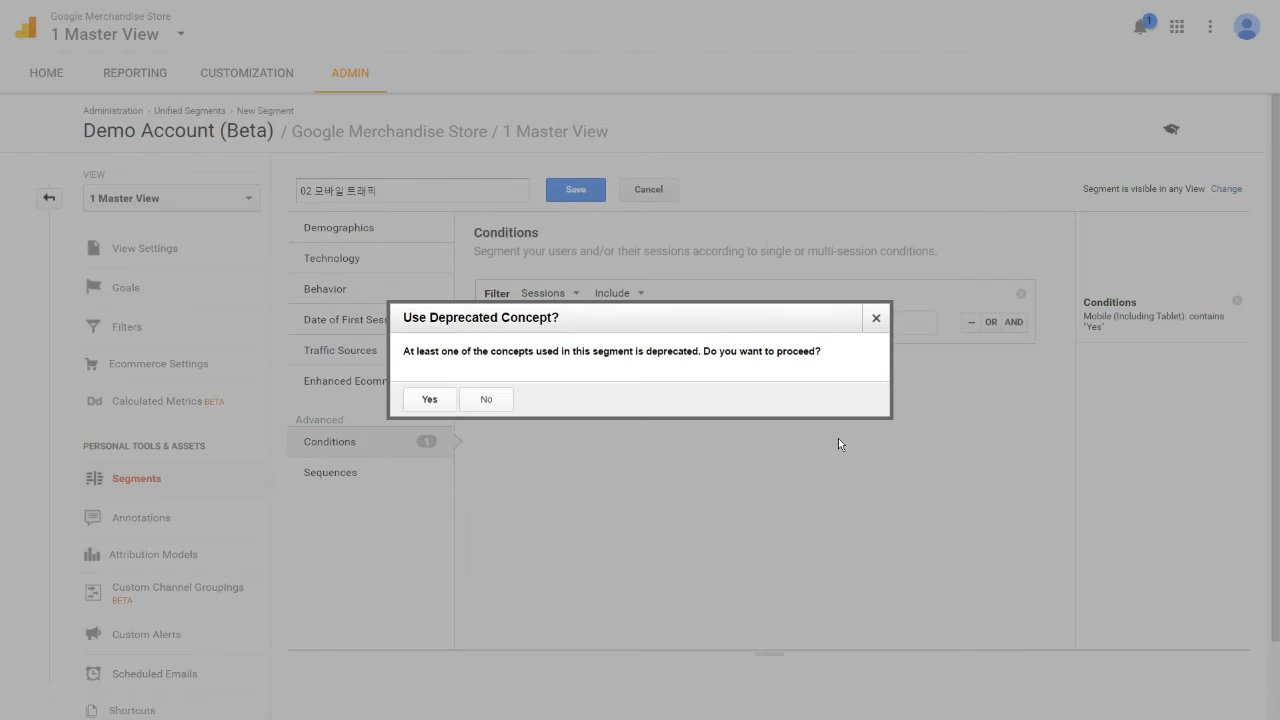 Google Merchandise Store
1 Master View
1
HOME
REPORTING
CUSTOMIZATION
ADMIN
Administration › Unified Segments › New Segment
Demo Account (Beta) / Google Merchandise Store / 1 Master View
VIEW
1 Master View
View Settings
Goals
Filters
Ecommerce Settings
Dd Calculated Metrics BETA
PERSONAL TOOLS & ASSETS
Segments
Annotations
Attribution Models
Custom Channel Groupings
BETA
Custom Alerts
Scheduled Emails
Shortcuts
02 모바일 트래픽
Save
Cancel
Segment is visible in any View Change
Demographics
Technology
Behavior
Date of First Sess
Traffic Sources
Enhanced Ecomm
Advanced
Conditions 1
Sequences
Conditions
Segment your users and/or their sessions according to single or multi-session conditions.
Filter Sessions Include
– OR AND
Conditions
Mobile (Including Tablet): contains
"Yes"
Use Deprecated Concept?
At least one of the concepts used in this segment is deprecated. Do you want to proceed?
Yes
No